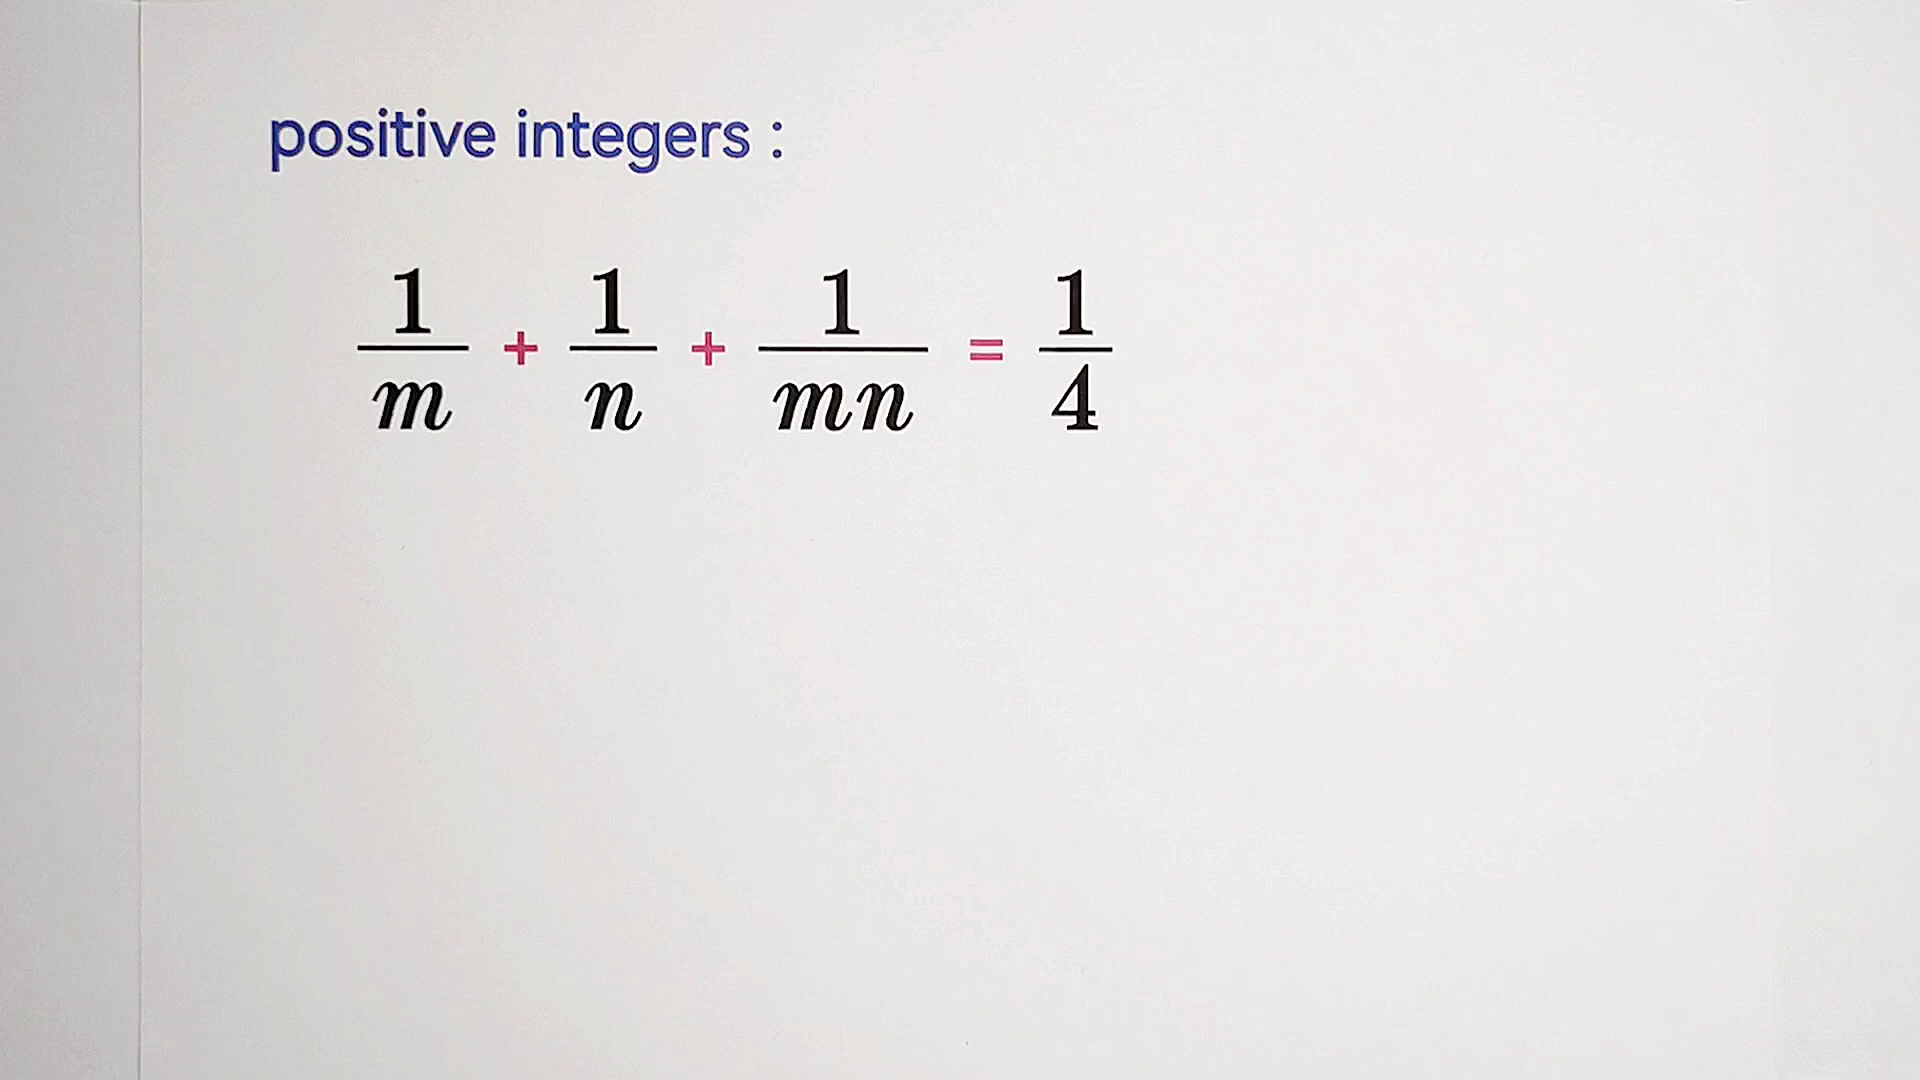 positive integers :
1/m + 1/n + 1/mn = 1/4